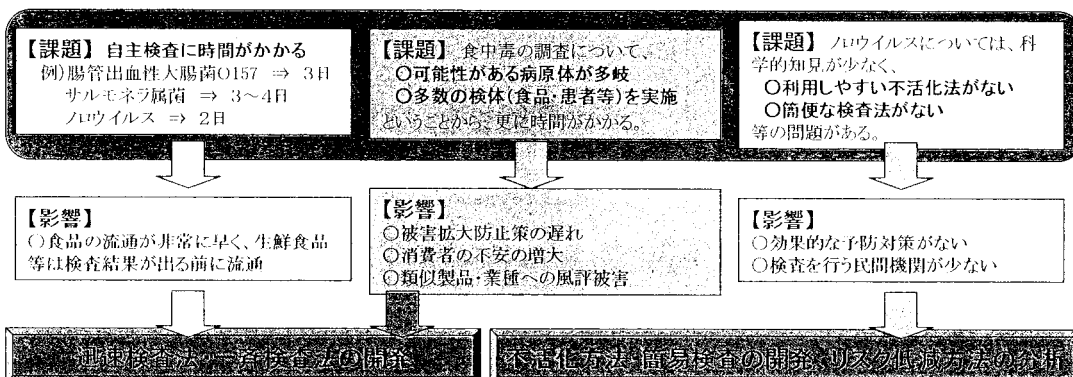 【課題】 自主検査に時間がかかる
例)腸管出血性大腸菌O157 ⇒ 3日
サルモネラ属菌 ⇒ 3～4日
ノロウイルス ⇒ 2日
【課題】 食中毒の調査について、
○可能性がある病原体が多岐
○多数の検体(食品・患者等)を実施
ということから、更に時間がかかる。
【課題】 ノロウイルスについては、科
学的知見が少なく、
○利用しやすい不活化法がない
○簡便な検査法がない
等の問題がある。
【影響】
○食品の流通が非常に早く、生鮮食品
等は検査結果が出る前に流通
【影響】
○被害拡大防止策の遅れ
○消費者の不安の増大
○類似製品・業種への風評被害
【影響】
○効果的な予防対策がない
○検査を行う民間機関が少ない
迅速検査法・一斉検査法の開発
不活化方法・簡易検査の開発、リスク低減方法の分析